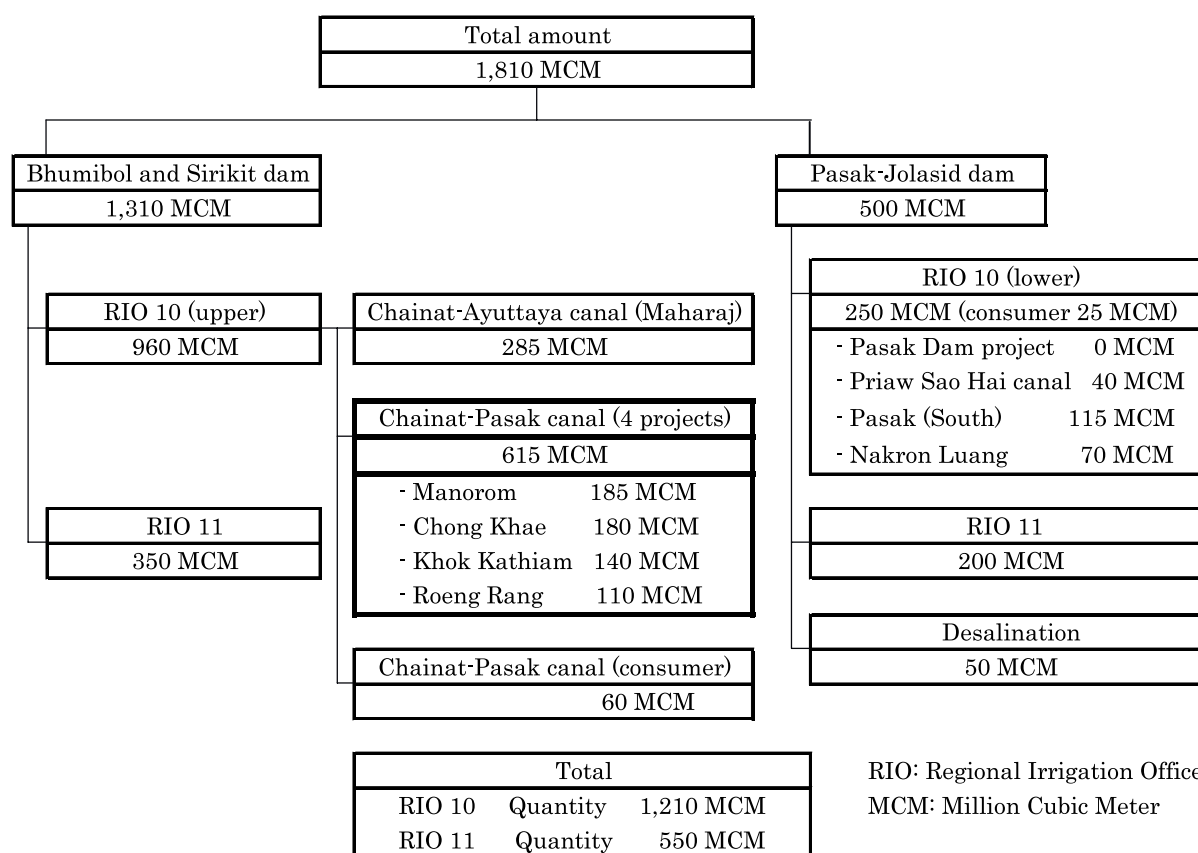 Total amount
1,810 MCM
Bhumibol and Sirikit dam
1,310 MCM
Pasak-Jolasid dam
500 MCM
RIO 10 (upper)
960 MCM
Chainat-Ayuttaya canal (Maharaj)
285 MCM
Chainat-Pasak canal (4 projects)
615 MCM
- Manorom 185 MCM
- Chong Khae 180 MCM
- Khok Kathiam 140 MCM
- Roeng Rang 110 MCM
Chainat-Pasak canal (consumer)
60 MCM
RIO 11
350 MCM
RIO 10 (lower)
250 MCM (consumer 25 MCM)
- Pasak Dam project 0 MCM
- Priaw Sao Hai canal 40 MCM
- Pasak (South) 115 MCM
- Nakron Luang 70 MCM
RIO 11
200 MCM
Desalination
50 MCM
Total
RIO 10 Quantity 1,210 MCM
RIO 11 Quantity 550 MCM
RIO: Regional Irrigation Office
MCM: Million Cubic Meter